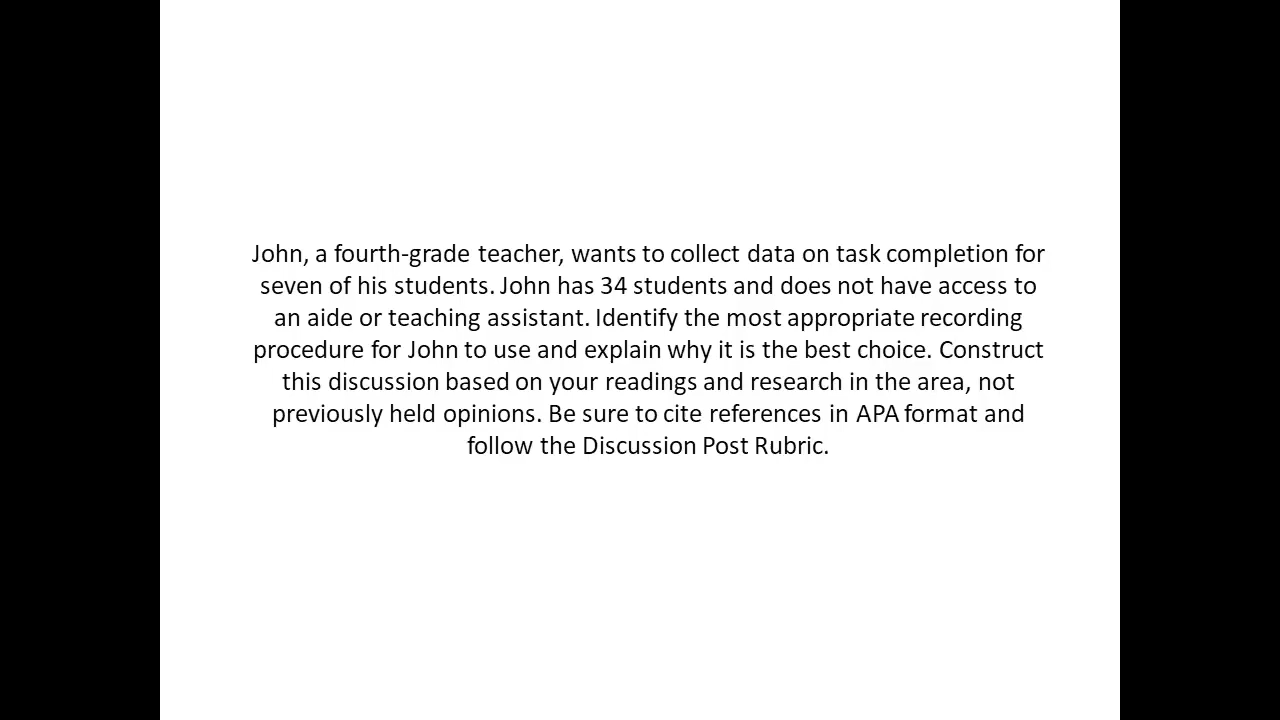 John, a fourth-grade teacher, wants to collect data on task completion for
seven of his students. John has 34 students and does not have access to
an aide or teaching assistant. Identify the most appropriate recording
procedure for John to use and explain why it is the best choice. Construct
this discussion based on your readings and research in the area, not
previously held opinions. Be sure to cite references in APA format and
follow the Discussion Post Rubric.